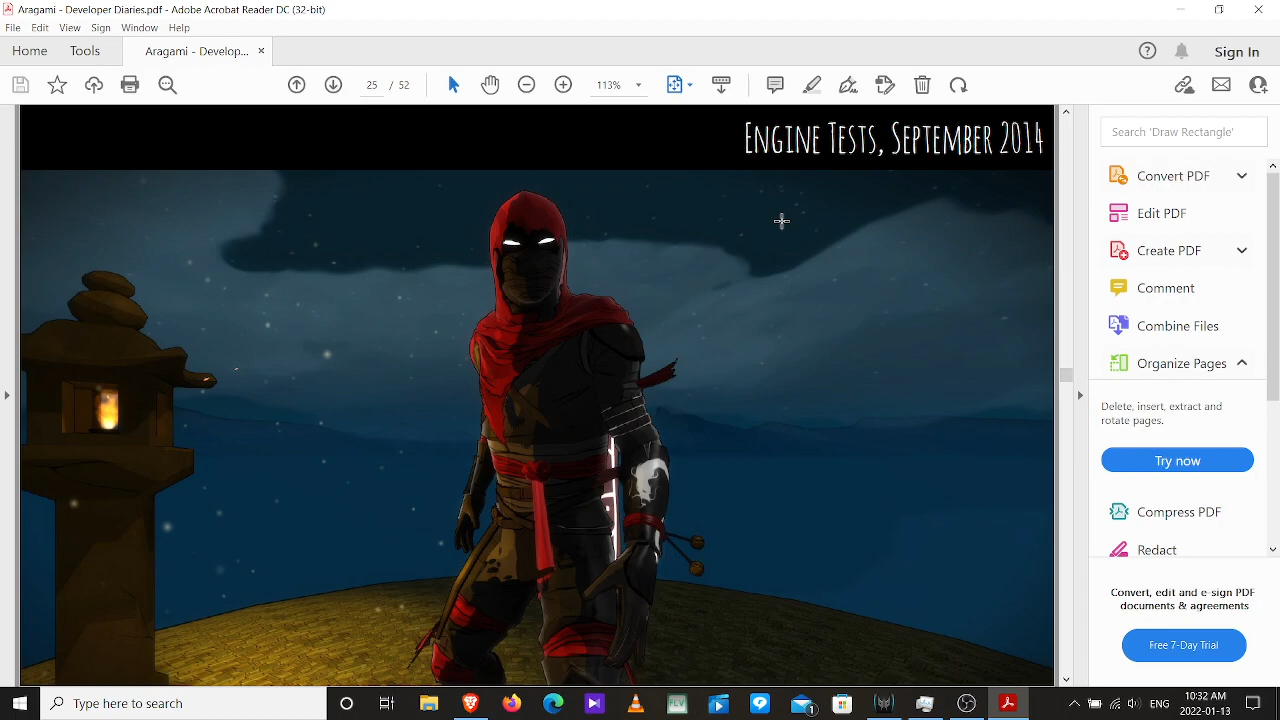 Aragami - Developer Diaries.pdf - Adobe Acrobat Reader DC (32-bit)
File Edit View Sign Window Help
Home Tools Aragami - Develop... × Sign In
25 / 52 113%
ENGINE TESTS, SEPTEMBER 2014
Search 'Draw Rectangle'
Convert PDF
Edit PDF
Create PDF
Comment
Combine Files
Organize Pages
Delete, insert, extract and
rotate pages.
Try now
Compress PDF
Redact
Convert, edit and e-sign PDF
documents & agreements
Free 7-Day Trial
Type here to search
FCV
1
ENG
10:32 AM
2022-01-13